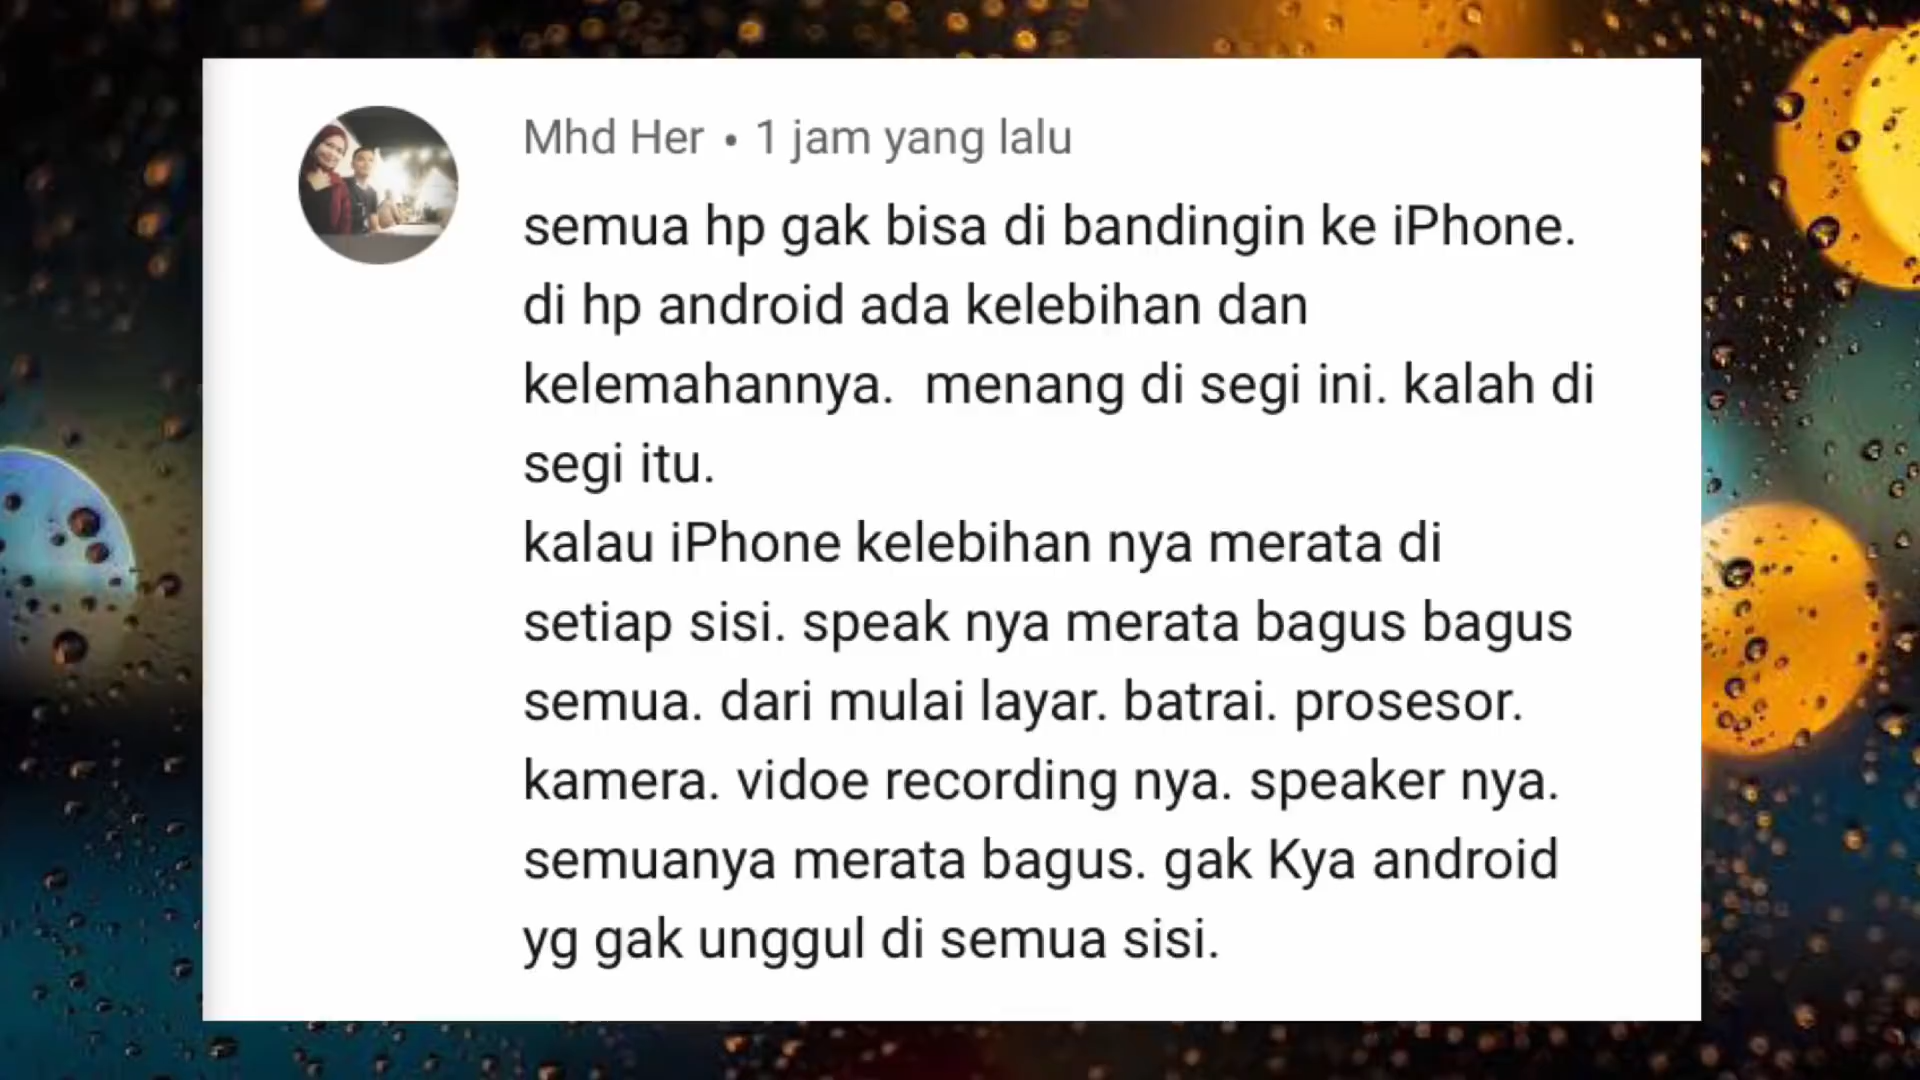 Mhd Her • 1 jam yang lalu
semua hp gak bisa di bandingin ke iPhone.
di hp android ada kelebihan dan
kelemahannya.  menang di segi ini. kalah di
segi itu.
kalau iPhone kelebihan nya merata di
setiap sisi. speak nya merata bagus bagus
semua. dari mulai layar. batrai. prosesor.
kamera. vidoe recording nya. speaker nya.
semuanya merata bagus. gak Kya android
yg gak unggul di semua sisi.